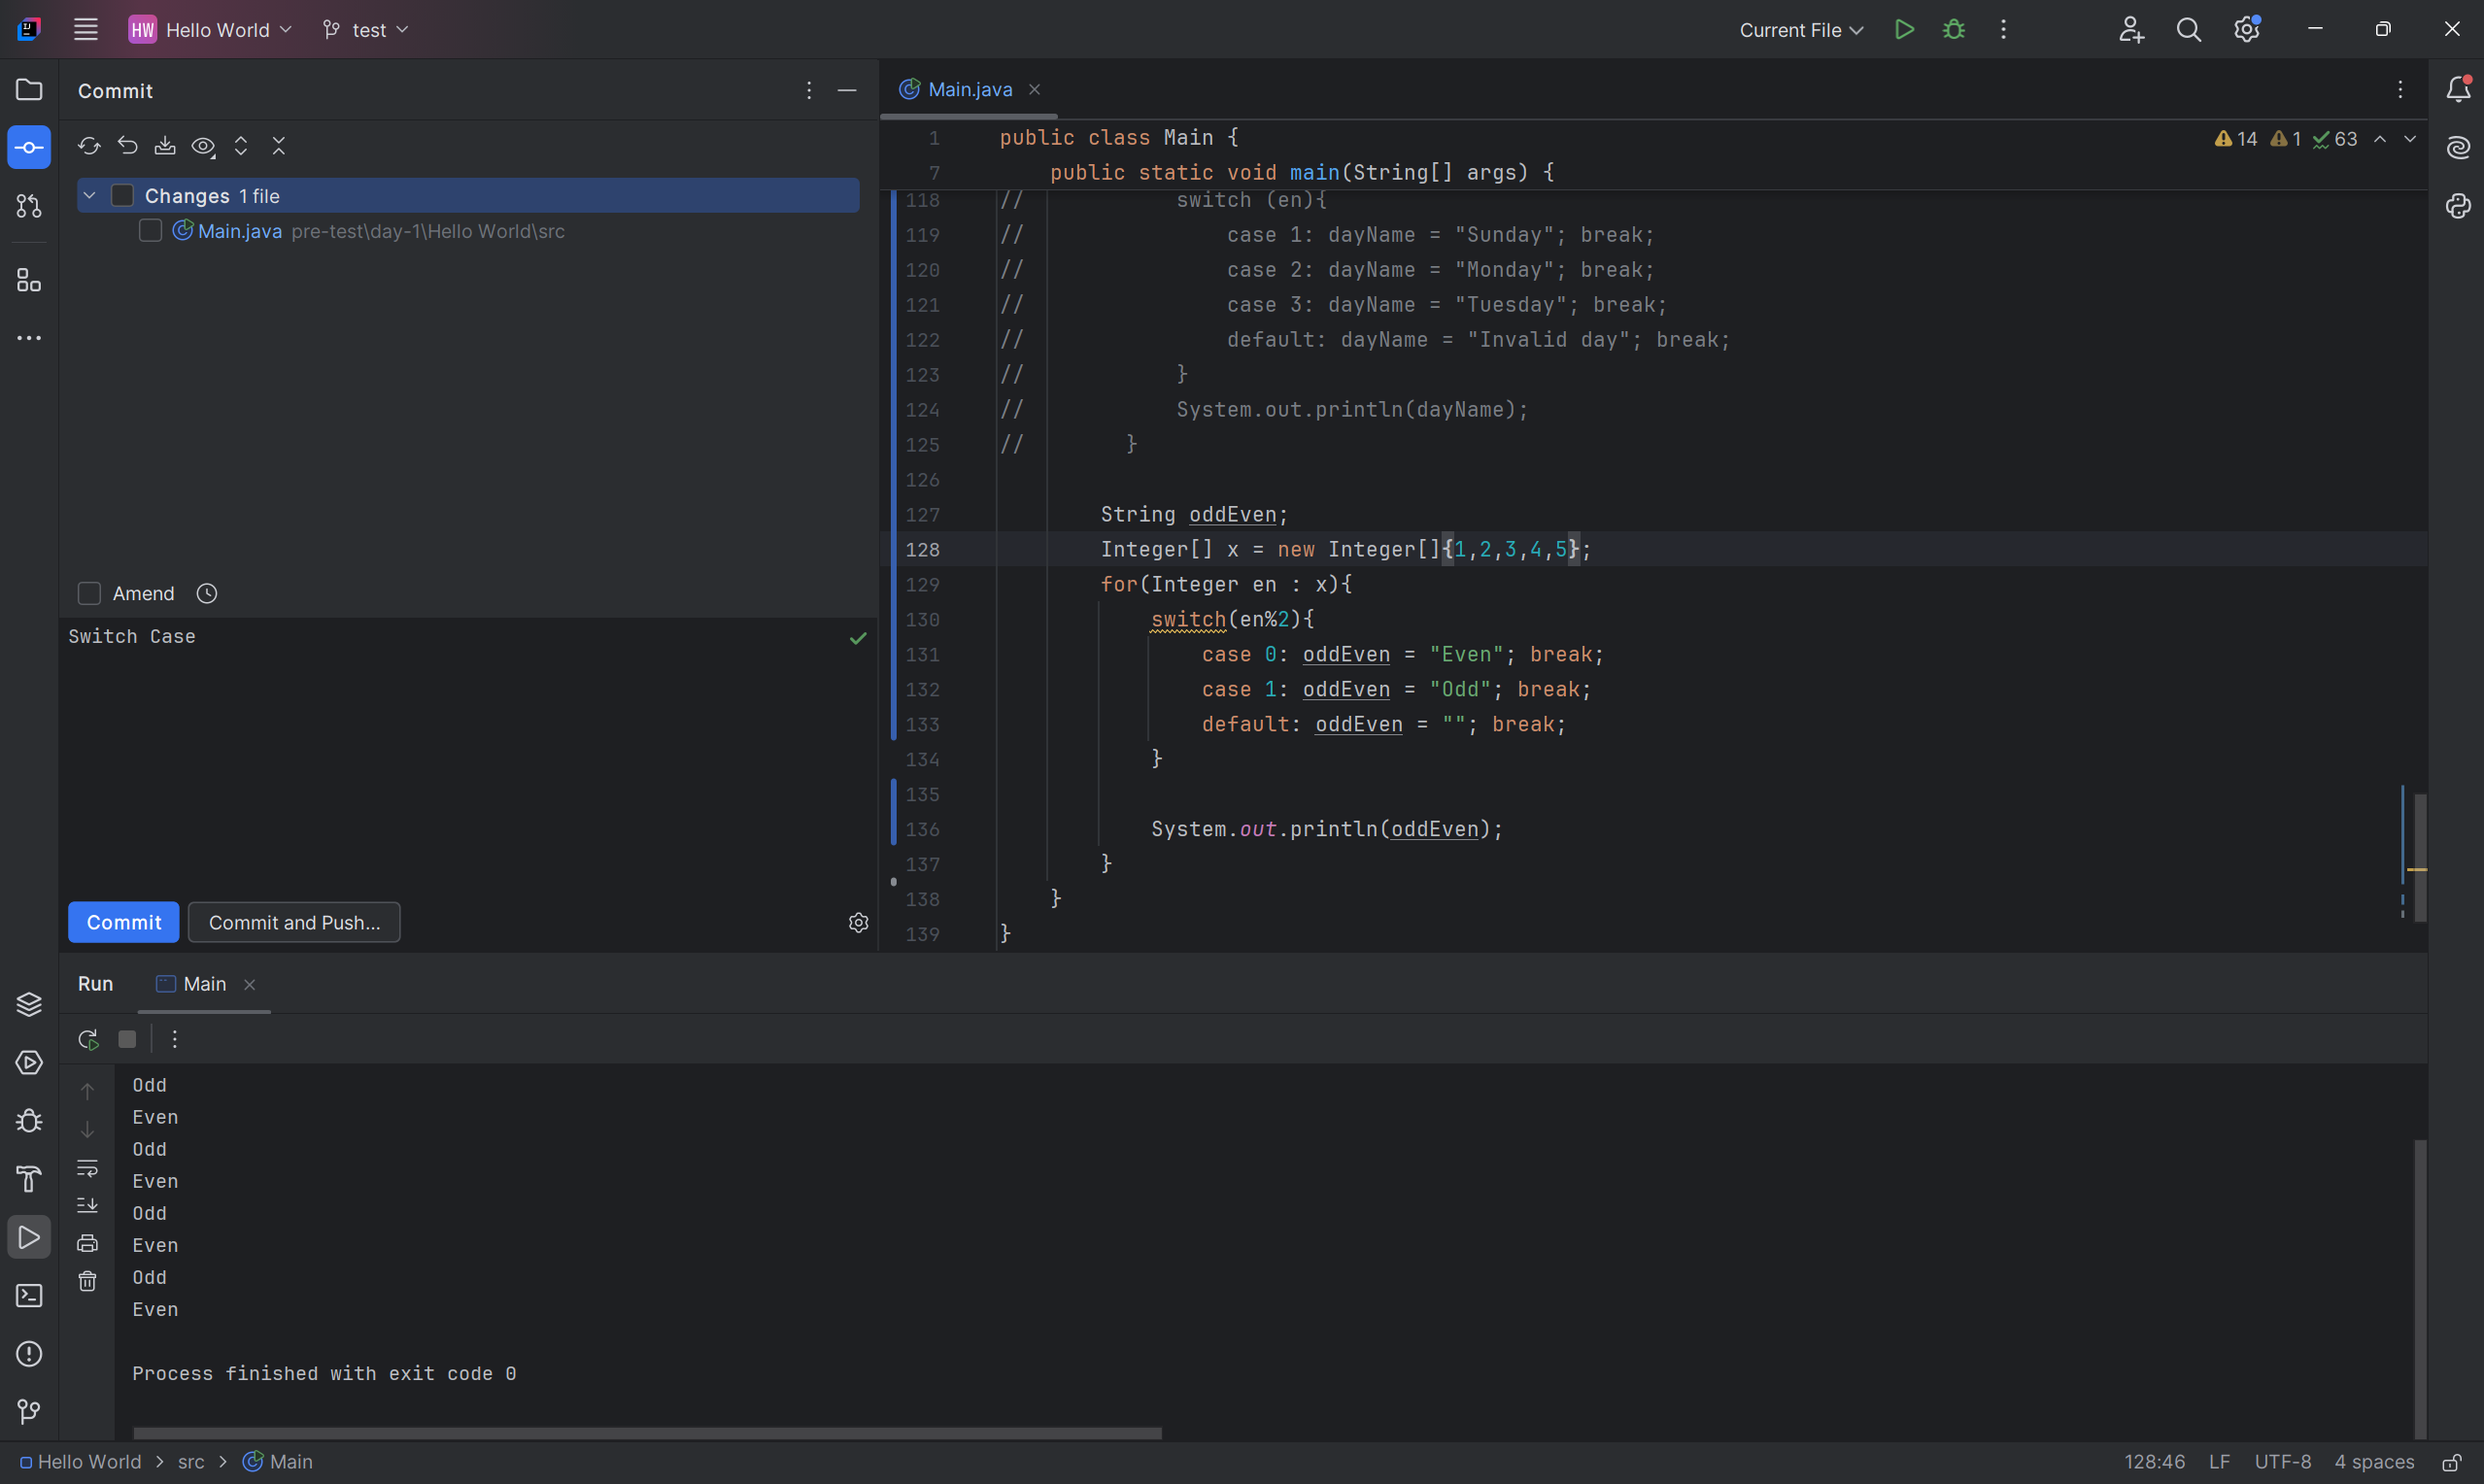 HW Hello World test Current File
Commit
Changes 1 file
Main.java pre-test\day-1\Hello World\src
Amend
Switch Case
Commit Commit and Push...
Main.java
14 1 63
1 public class Main {
7 public static void main(String[] args) {
118 // switch (en){
119 // case 1: dayName = "Sunday"; break;
120 // case 2: dayName = "Monday"; break;
121 // case 3: dayName = "Tuesday"; break;
122 // default: dayName = "Invalid day"; break;
123 // }
124 // System.out.println(dayName);
125 // }
126
127 String oddEven;
128 Integer[] x = new Integer[]{1,2,3,4,5};
129 for(Integer en : x){
130 switch(en%2){
131 case 0: oddEven = "Even"; break;
132 case 1: oddEven = "Odd"; break;
133 default: oddEven = ""; break;
134 }
135
136 System.out.println(oddEven);
137 }
138 }
139 }
Run Main
Odd
Even
Odd
Even
Odd
Even
Odd
Even
Process finished with exit code 0
Hello World > src > Main 128:46 LF UTF-8 4 spaces